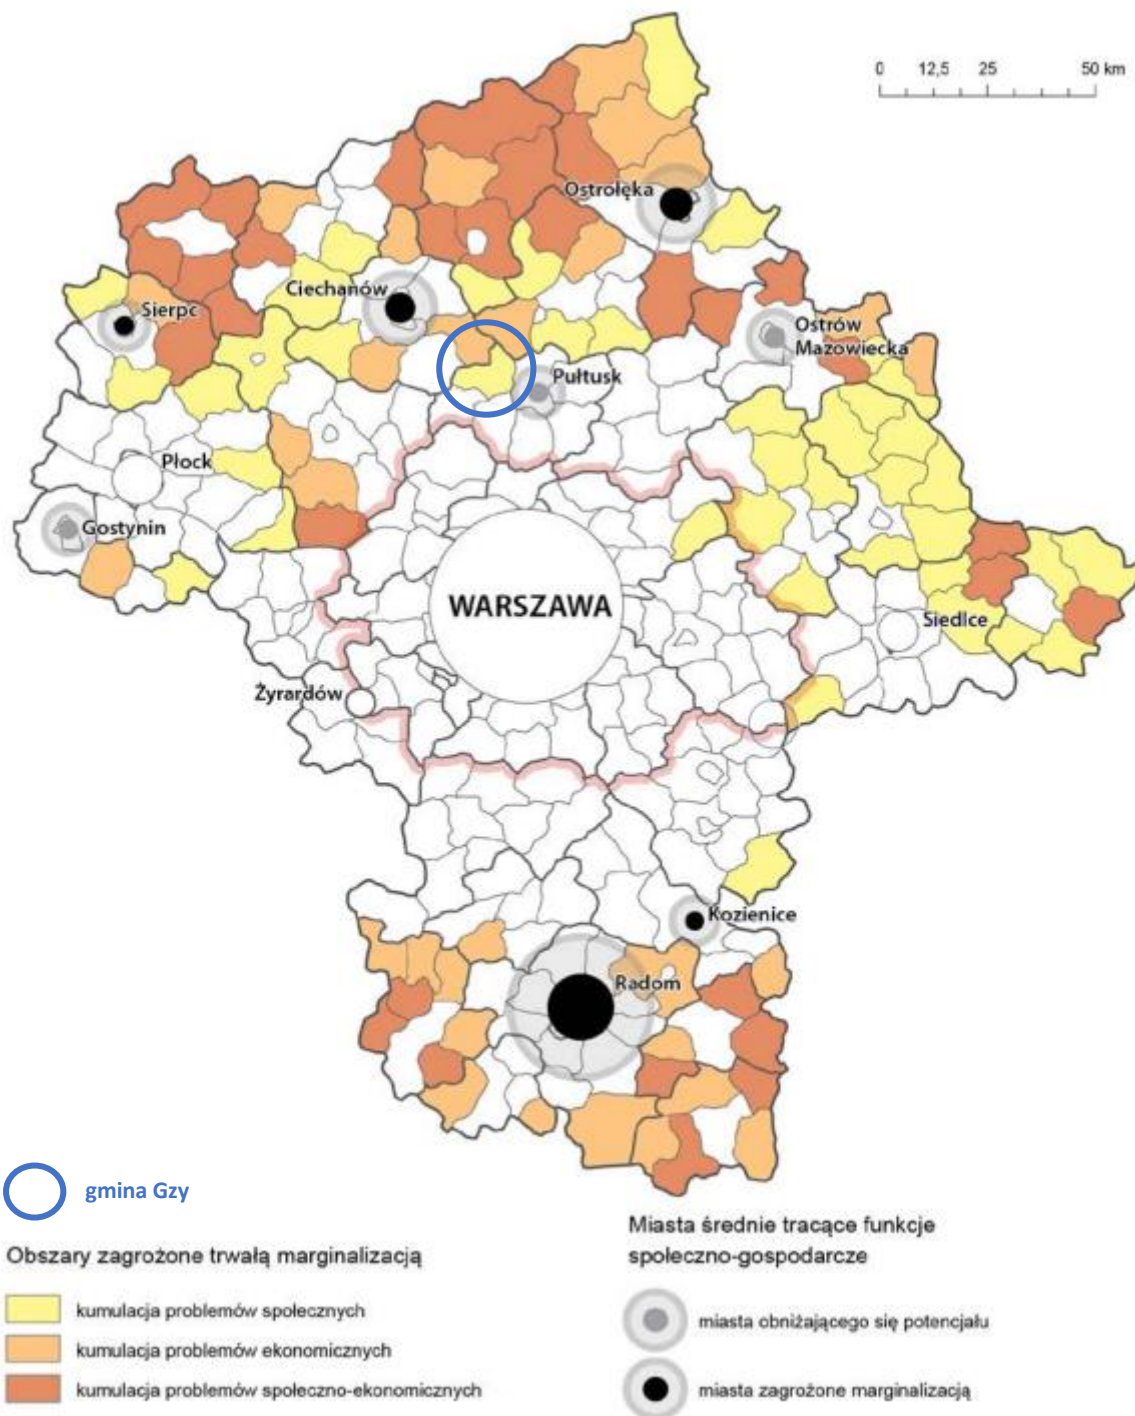 0 12,5 25 50 km
Ostrołęka
Ciechanów
Sierpc
Ostrów
Mazowiecka
Pułtusk
Płock
Gostynin
WARSZAWA
Siedlce
Żyrardów
Kozienice
Radom
gmina Gzy
Obszary zagrożone trwałą marginalizacją
kumulacja problemów społecznych
kumulacja problemów ekonomicznych
kumulacja problemów społeczno-ekonomicznych
Miasta średnie tracące funkcje
społeczno-gospodarcze
miasta obniżającego się potencjału
miasta zagrożone marginalizacją